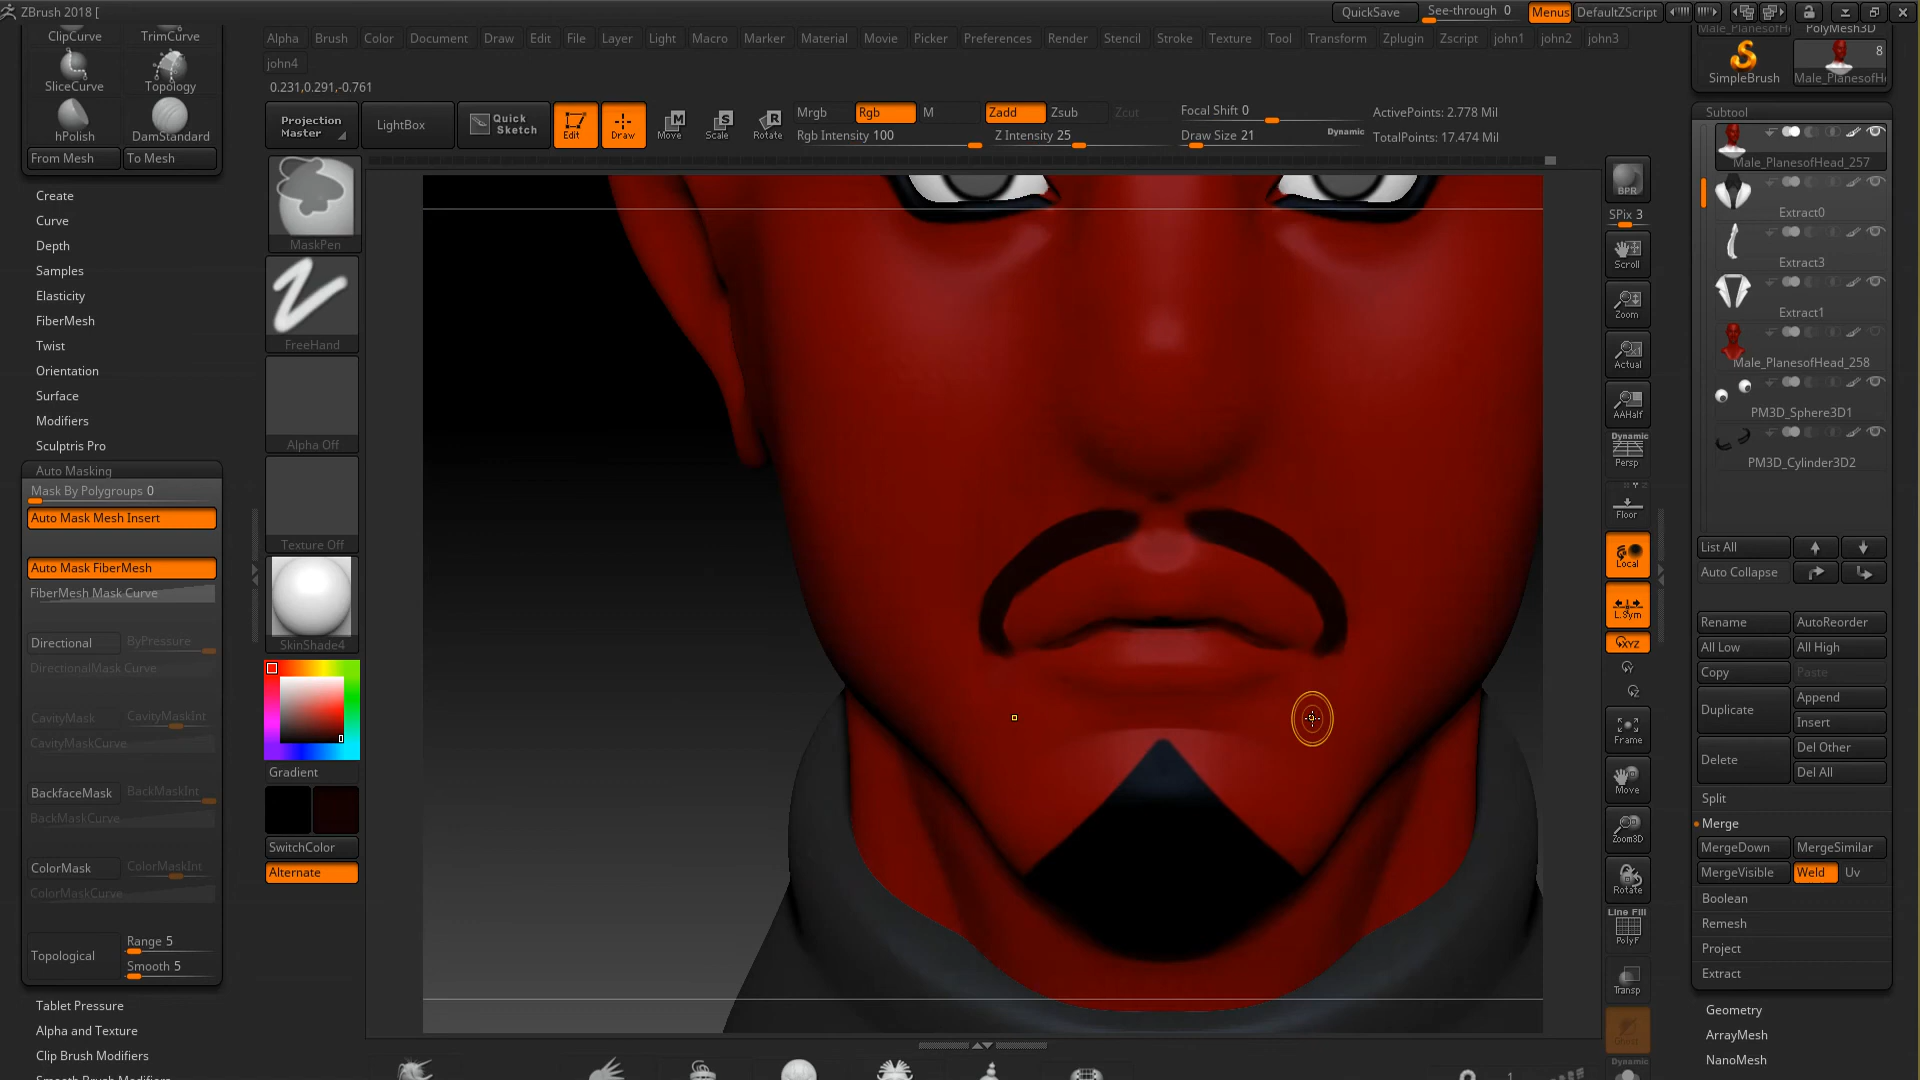 ZBrush 2018 [
QuickSave
See-through 0
Menus
DefaultZScript
ClipCurve
TrimCurve
SliceCurve
Topology
hPolish
DamStandard
From Mesh
To Mesh
Create
Curve
Depth
Samples
Elasticity
FiberMesh
Twist
Orientation
Surface
Modifiers
Sculptris Pro
Auto Masking
Mask By Polygroups 0
Auto Mask Mesh Insert
Auto Mask FiberMesh
FiberMesh Mask Curve
Directional
ByPressure
DirectionalMask Curve
CavityMask
CavityMaskInt
CavityMaskCurve
BackfaceMask
BackMaskInt
BackMaskCurve
ColorMask
ColorMaskInt
ColorMaskCurve
Topological
Range 5
Smooth 5
Tablet Pressure
Alpha and Texture
Clip Brush Modifiers
Smooth Brush Modifiers
Alpha Brush Color Document Draw Edit File Layer Light Macro Marker Material Movie Picker Preferences Render Stencil Stroke Texture Tool Transform Zplugin Zscript john1 john2 john3
john4
0.231,0.291,-0.761
Projection Master
LightBox
Quick Sketch
Edit
Draw
Move
Scale
Rotate
Mrgb
Rgb
M
Rgb Intensity 100
Zadd
Zsub
Zcut
Z Intensity 25
Focal Shift 0
Draw Size 21
Dynamic
ActivePoints: 2.778 Mil
TotalPoints: 17.474 Mil
MaskPen
FreeHand
Alpha Off
Texture Off
SkinShade4
Gradient
SwitchColor
Alternate
BPR
SPix 3
Scroll
Zoom
Actual
AAHalf
Dynamic
Persp
Floor
Local
L.Sym
XYZ
Frame
Move
Zoom3D
Rotate
Line Fill
PolyF
Transp
Ghost
Dynamic
PolyMesh3D
SimpleBrush
8
Male_PlanesofHe
Subtool
Male_PlanesofHead_257
Extract0
Extract3
Extract1
Male_PlanesofHead_258
PM3D_Sphere3D1
PM3D_Cylinder3D2
List All
Auto Collapse
Rename
AutoReorder
All Low
All High
Copy
Paste
Duplicate
Append
Insert
Delete
Del Other
Del All
Split
Merge
MergeDown
MergeSimilar
MergeVisible
Weld
Uv
Boolean
Remesh
Project
Extract
Geometry
ArrayMesh
NanoMesh